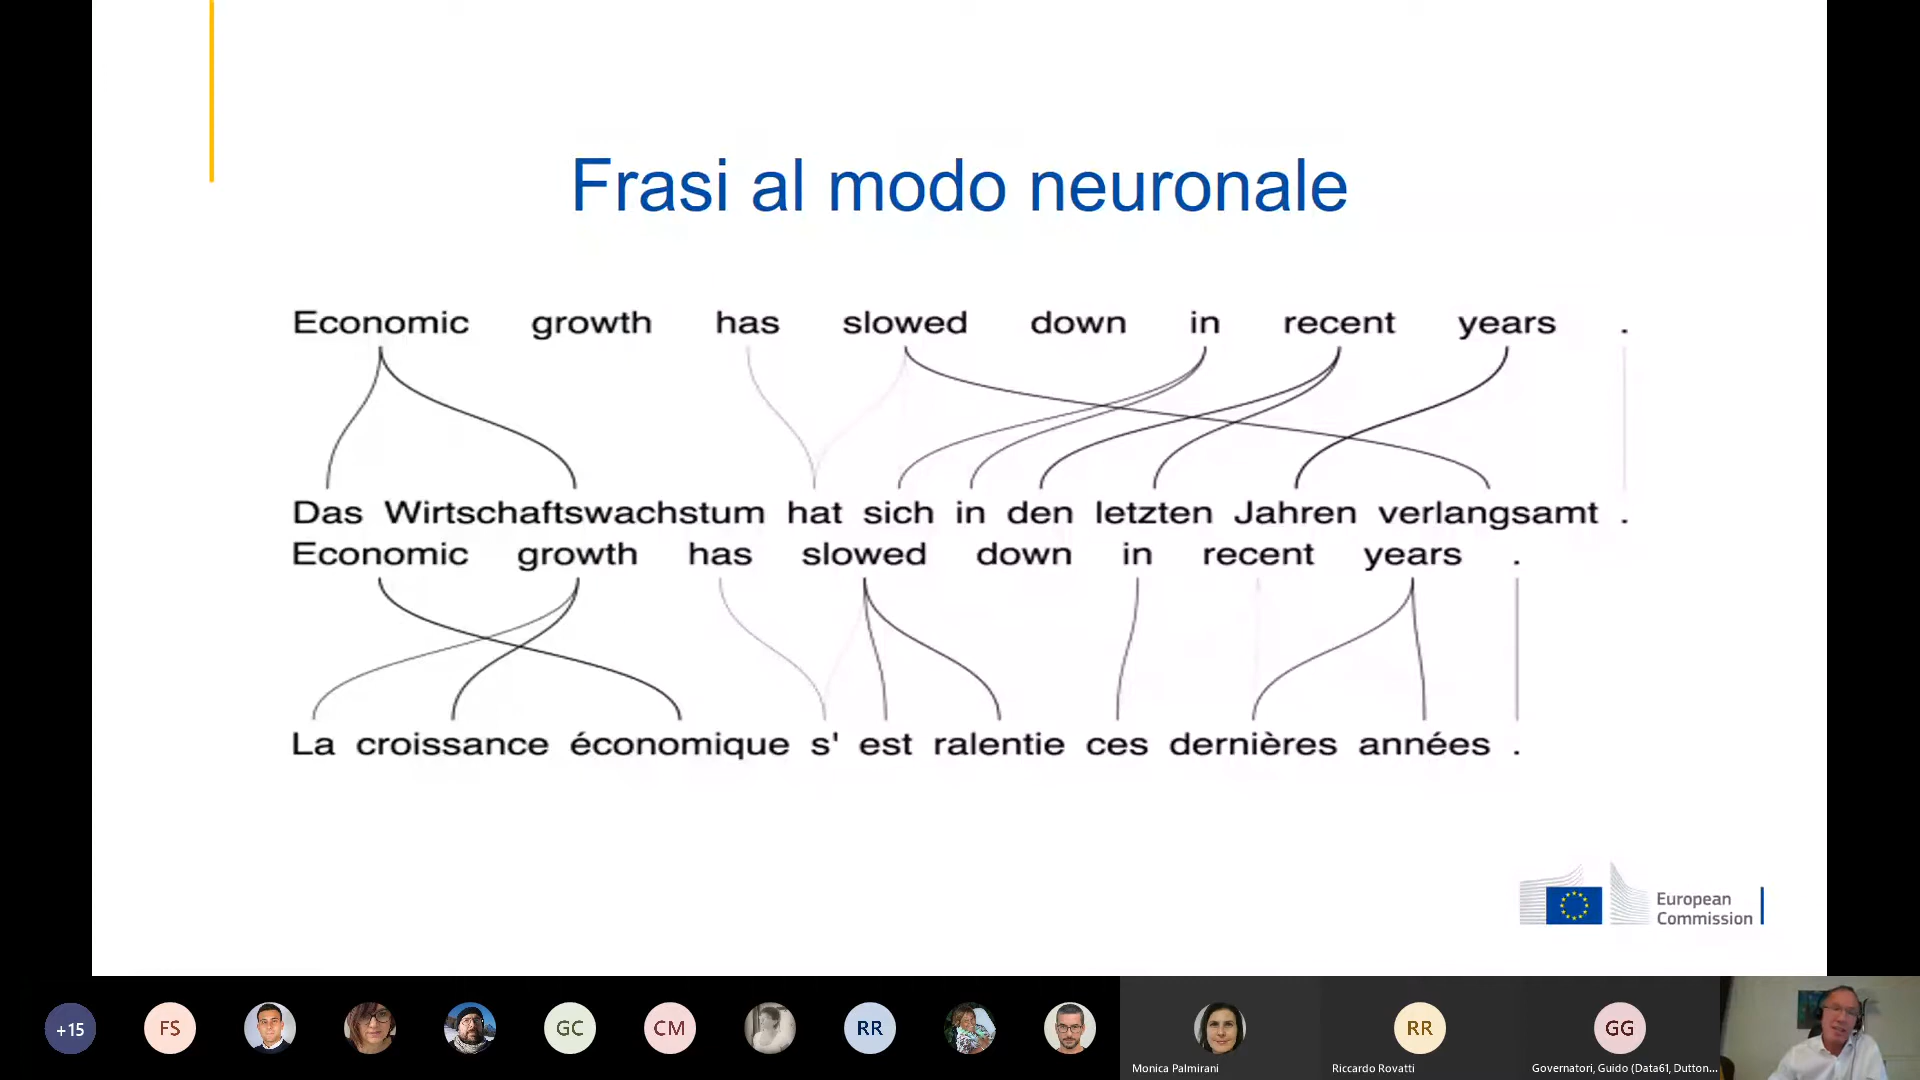 Frasi al modo neuronale
Economic growth has slowed down in recent years .
Das Wirtschaftswachstum hat sich in den letzten Jahren verlangsamt .
Economic growth has slowed down in recent years .
La croissance économique s' est ralentie ces dernières années .
European
Commission
+15 FS GC CM RR RR GG
Monica Palmirani Riccardo Rovatti Governatori, Guido (Data61, Dutton...